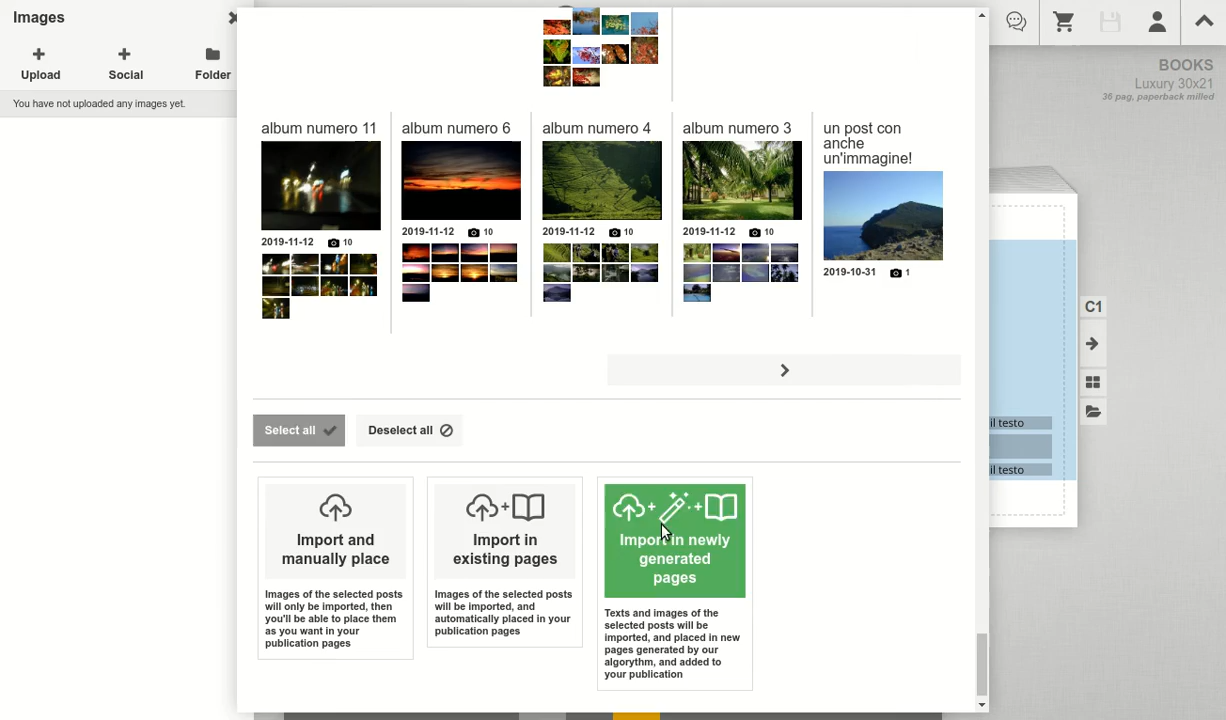 Images
Upload
Social
Folder
You have not uploaded any images yet.
BOOKS
Luxury 30x21
36 pag, paperback milled
album numero 11
2019-11-12 10
album numero 6
2019-11-12 10
album numero 4
2019-11-12 10
album numero 3
2019-11-12 10
un post con
anche
un'immagine!
2019-10-31 1
C1
il testo
il testo
Select all
Deselect all
Import and
manually place
Images of the selected posts
will only be imported, then
you'll be able to place them
as you want in your
publication pages
Import in
existing pages
Images of the selected posts
will be imported, and
automatically placed in your
publication pages
Import in newly
generated
pages
Texts and images of the
selected posts will be
imported, and placed in new
pages generated by our
algorythm, and added to
your publication